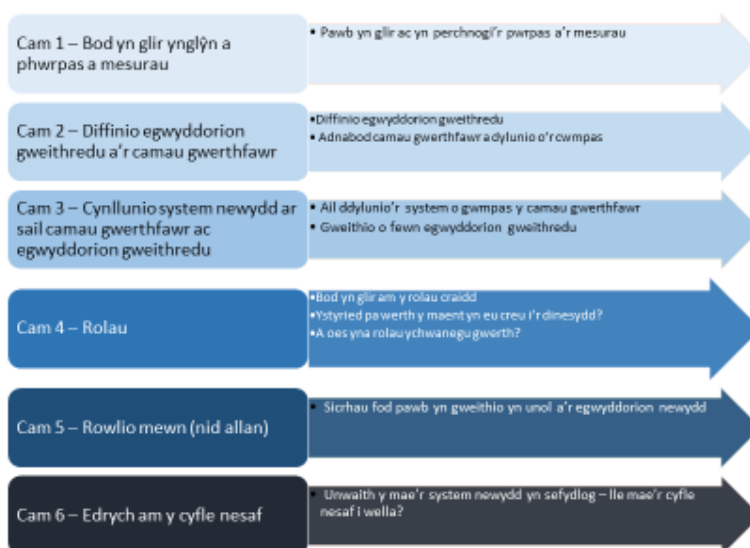 Cam 1 – Bod yn glir ynglŷn a
phwrpas a mesurau
• Pawb yn glir ac yn perchnogi'r pwrpas a'r mesurau
Cam 2 – Diffinio egwyddorion
gweithredu a'r camau gwerthfawr
•Diffinio egwyddorion gweithredu
• Adnabod camau gwerthfawr a dylunio o'r cwmpas
Cam 3 – Cynllunio system newydd ar
sail camau gwerthfawr ac
egwyddorion gweithredu
• Ail ddylunio'r system o gwmpas y camau gwerthfawr
• Gweithio o fewn egwyddorion gweithredu
Cam 4 – Rolau
•Bod yn glir am y rolau craidd
•Ystyried pa werth y maent yn eu creu i'r dinesydd?
•A oes yna rolau ychwanegu gwerth?
Cam 5 – Rowlio mewn (nid allan)
• Sicrhau fod pawb yn gweithio yn unol a'r egwyddorion newydd
Cam 6 – Edrych am y cyfle nesaf
• Unwaith y mae'r system newydd yn sefydlog – lle mae'r cyfle
nesaf i wella?